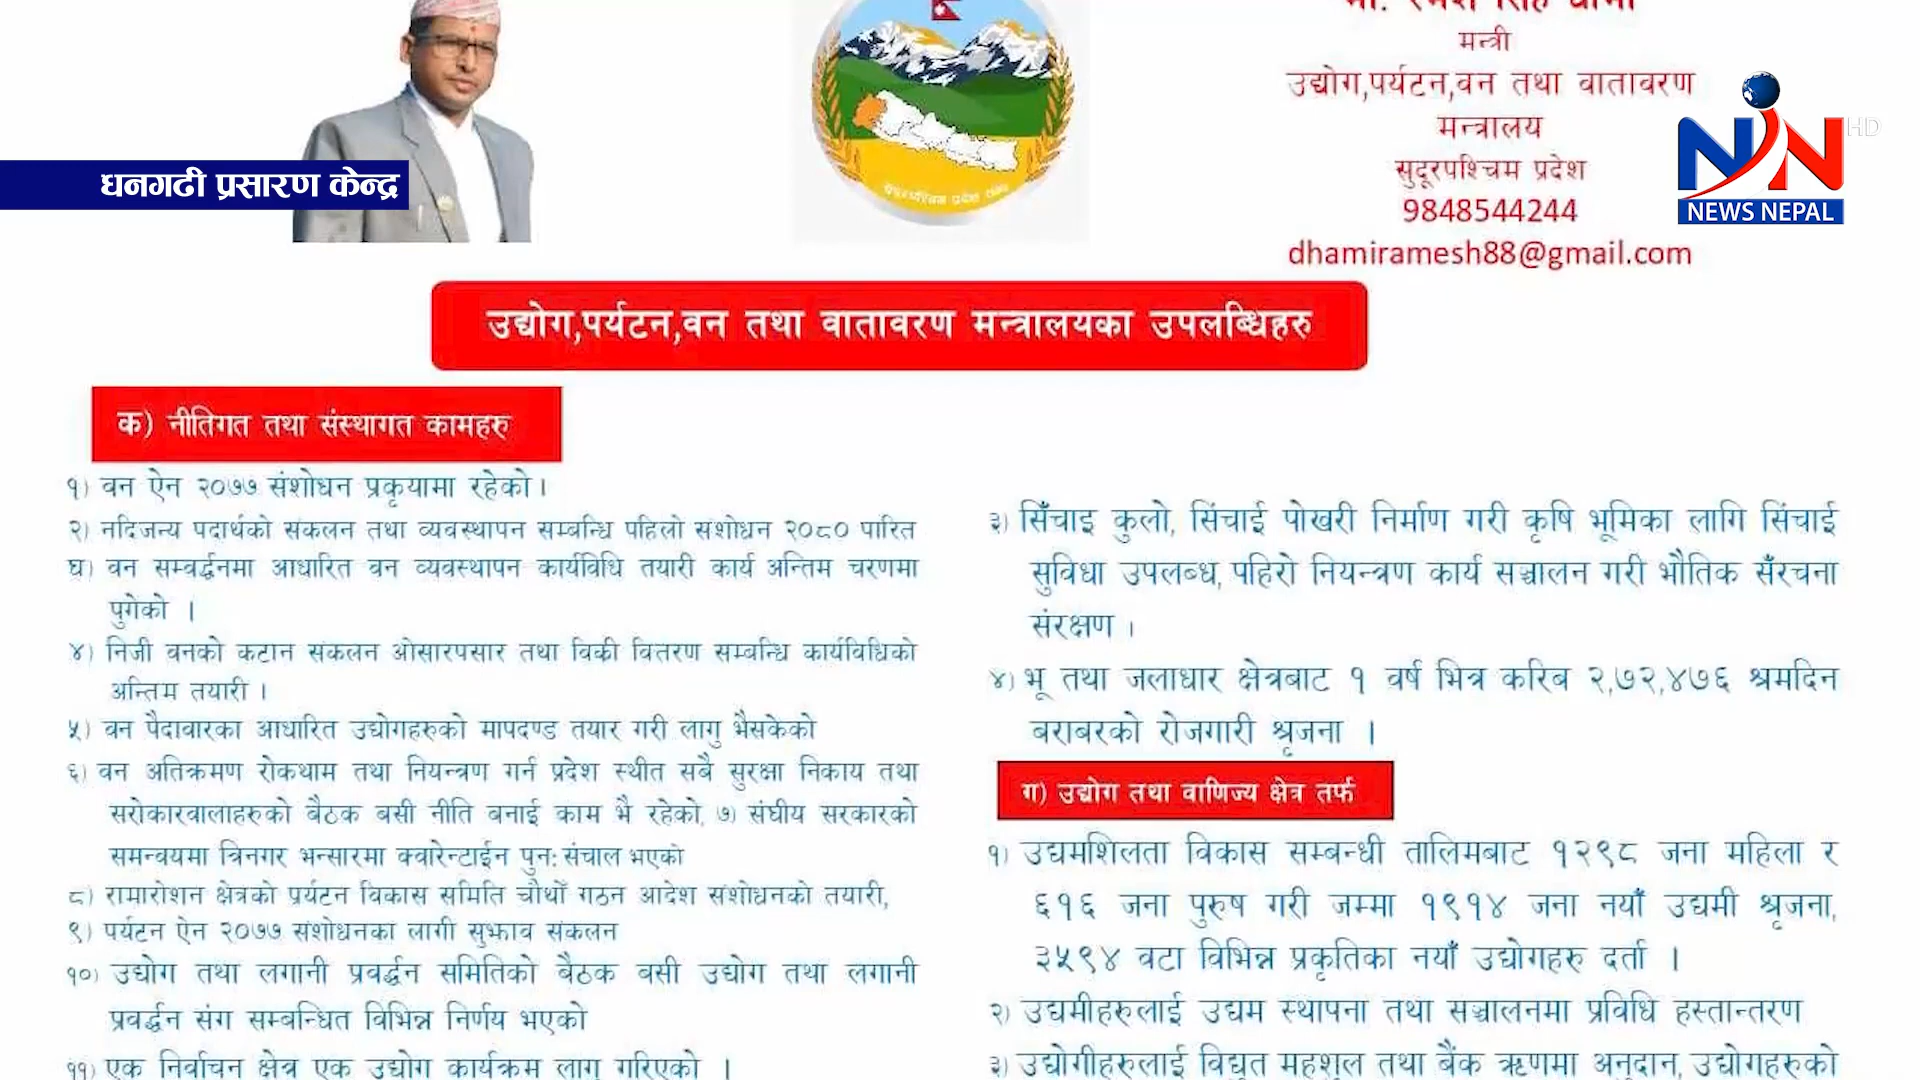 मा. रमेश सिंह धामी
मन्त्री
उद्योग,पर्यटन,वन तथा वातावरण
मन्त्रालय
सुदूरपश्चिम प्रदेश
9848544244
dhamiramesh88@gmail.com
NN HD
NEWS NEPAL
धनगढी प्रसारण केन्द्र
उद्योग,पर्यटन,वन तथा वातावरण मन्त्रालयका उपलब्धिहरु
क) नीतिगत तथा संस्थागत कामहरु
१) वन ऐन २०७७ संशोधन प्रकृयामा रहेको।
२) नदिजन्य पदार्थको संकलन तथा व्यवस्थापन सम्बन्धि पहिलो संशोधन २०८० पारित
घ) वन सम्वर्द्धनमा आधारित वन व्यवस्थापन कार्यविधि तयारी कार्य अन्तिम चरणमा
पुगेको ।
४) निजी वनको कटान संकलन ओसारपसार तथा विकी वितरण सम्बन्धि कार्यविधिको
अन्तिम तयारी ।
५) वन पैदावारका आधारित उद्योगहरुको मापदण्ड तयार गरी लागु भैसकेको
६) वन अतिक्रमण रोकथाम तथा नियन्त्रण गर्न प्रदेश स्थीत सबै सुरक्षा निकाय तथा
सरोकारवालाहरुको बैठक बसी नीति बनाई काम भै रहेको, ७) संघीय सरकारको
समन्वयमा त्रिनगर भन्सारमा क्वारेन्टाईन पुन: संचाल भएको
८) रामारोशन क्षेत्रको प्रर्यटन विकास समिति चौथों गठन आदेश संशोधनको तयारी,
९) पर्यटन ऐन २०७७ संशोधनका लागी सुझाव संकलन
१०) उद्योग तथा लगानी प्रवर्द्धन समितिको बैठक बसी उद्योग तथा लगानी
प्रवर्द्धन संग सम्बन्धित विभिन्न निर्णय भएको
११) एक निर्वाचन क्षेत्र एक उद्योग कार्यक्रम लागु गरिएको ।
३) सिँचाइ कुलो, सिंचाई पोखरी निर्माण गरी कृषि भूमिका लागि सिंचाई
सुविधा उपलब्ध, पहिरो नियन्त्रण कार्य सञ्चालन गरी भौतिक सँरचना
संरक्षण ।
४) भू तथा जलाधार क्षेत्रबाट १ वर्ष भित्र करिब २,७२,४७६ श्रमदिन
बराबरको रोजगारी श्रृजना ।
ग) उद्योग तथा वाणिज्य क्षेत्र तर्फ
१) उद्यमशिलता विकास सम्बन्धी तालिमबाट १२९८ जना महिला र
६१६ जना पुरुष गरी जम्मा १९१४ जना नयाँ उद्यमी श्रृजना,
३५९४ वटा विभिन्न प्रकृतिका नयाँ उद्योगहरु दर्ता ।
२) उद्यमीहरुलाई उद्यम स्थापना तथा सञ्चालनमा प्रविधि हस्तान्तरण
३) उद्योगीहरुलाई विद्युत महशुल तथा बैंक ऋणमा अनुदान, उद्योगहरुको